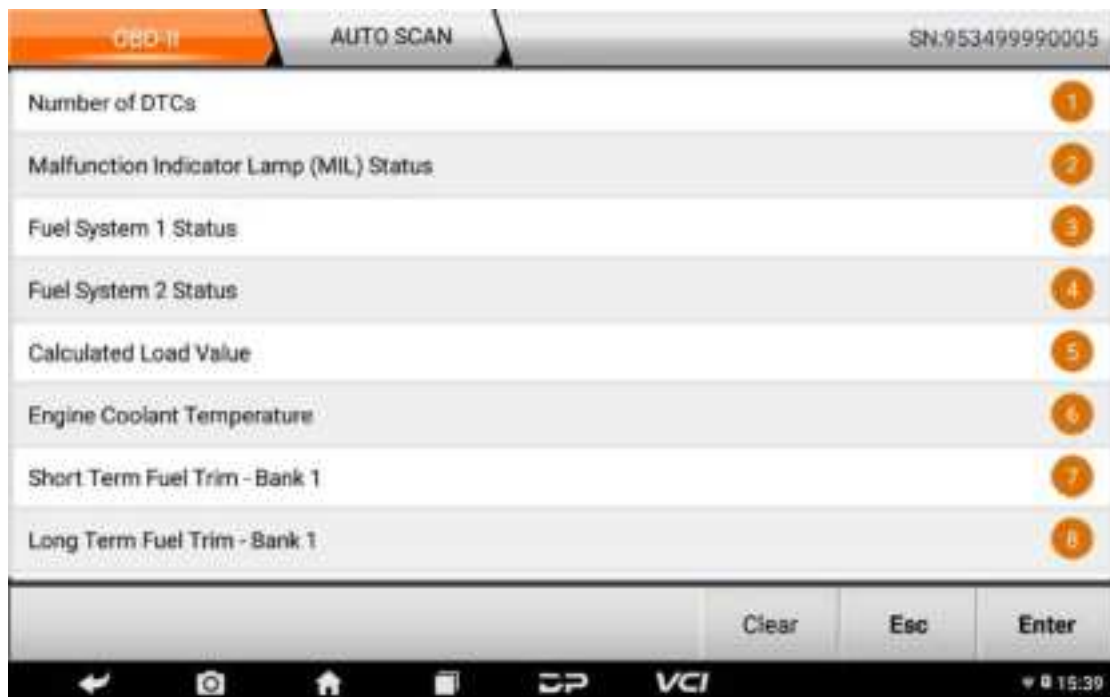 OBD-II
AUTO SCAN
SN:953499990005
Number of DTCs 1
Malfunction Indicator Lamp (MIL) Status 2
Fuel System 1 Status 3
Fuel System 2 Status 4
Calculated Load Value 5
Engine Coolant Temperature 6
Short Term Fuel Trim - Bank 1 7
Long Term Fuel Trim - Bank 1 8
Clear Esc Enter
DP VCI 15:39